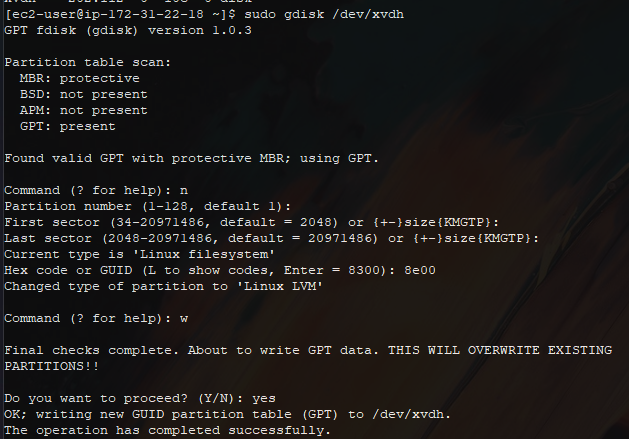 [ec2-user@ip-172-31-22-18 ~]$ sudo gdisk /dev/xvdh
GPT fdisk (gdisk) version 1.0.3
Partition table scan:
  MBR: protective
  BSD: not present
  APM: not present
  GPT: present
Found valid GPT with protective MBR; using GPT.
Command (? for help): n
Partition number (1-128, default 1):
First sector (34-20971486, default = 2048) or {+-}size{KMGTP}:
Last sector (2048-20971486, default = 20971486) or {+-}size{KMGTP}:
Current type is 'Linux filesystem'
Hex code or GUID (L to show codes, Enter = 8300): 8e00
Changed type of partition to 'Linux LVM'
Command (? for help): w
Final checks complete. About to write GPT data. THIS WILL OVERWRITE EXISTING
PARTITIONS!!
Do you want to proceed? (Y/N): yes
OK; writing new GUID partition table (GPT) to /dev/xvdh.
The operation has completed successfully.